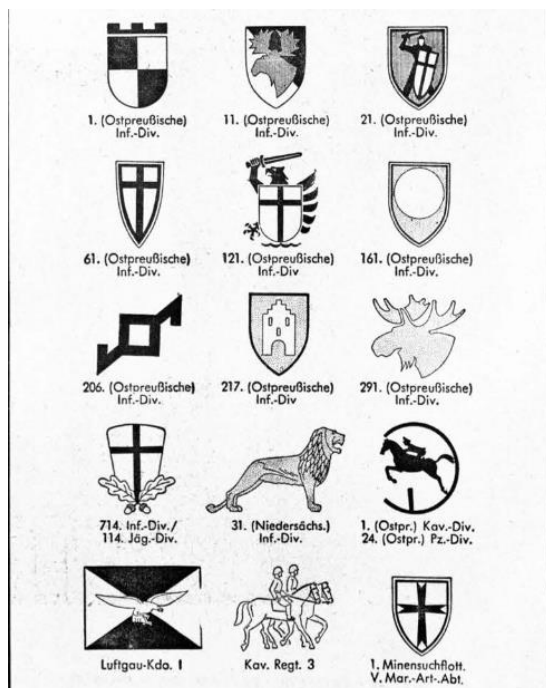 1. (Ostpreußische) 11. (Ostpreußische) 21. (Ostpreußische)
Inf.-Div. Inf.-Div. Inf.-Div.
61. (Ostpreußische) 121. (Ostpreußische) 161. (Ostpreußische)
Inf.-Div. Inf.-Div Inf.-Div.
206. (Ostpreußische) 217. (Ostpreußische) 291. (Ostpreußische)
Inf.-Div. Inf.-Div Inf.-Div.
714. Inf.-Div./ 31. (Niedersächs.) 1. (Ostpr.) Kav.-Div.
114. Jäg.-Div. Inf.-Div. 24. (Ostpr.) Pz.-Div.
Luftgau-Kdo. I Kav. Regt. 3 1. Minensuchflott.
V. Mar.-Art.-Abt.